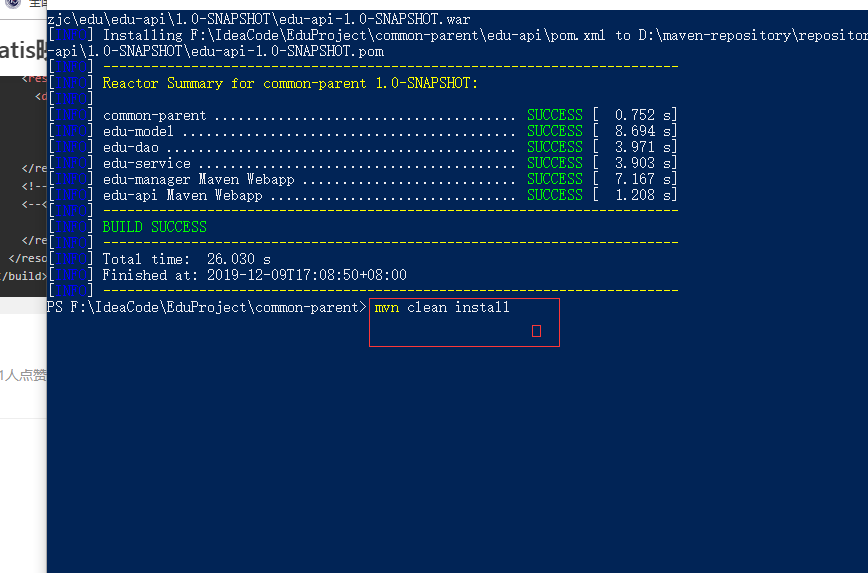 全国
zjc\edu\edu-api\1.0-SNAPSHOT\edu-api-1.0-SNAPSHOT.war
[INFO] Installing F:\IdeaCode\EduProject\common-parent\edu-api\pom.xml to D:\maven-repository\repositor
-api\1.0-SNAPSHOT\edu-api-1.0-SNAPSHOT.pom
[INFO] ------------------------------------------------------------------------
[INFO] Reactor Summary for common-parent 1.0-SNAPSHOT:
[INFO]
[INFO] common-parent ...................................... SUCCESS [  0.752 s]
[INFO] edu-model .......................................... SUCCESS [  8.694 s]
[INFO] edu-dao ............................................ SUCCESS [  3.971 s]
[INFO] edu-service ........................................ SUCCESS [  3.903 s]
[INFO] edu-manager Maven Webapp ........................... SUCCESS [  7.167 s]
[INFO] edu-api Maven Webapp ............................... SUCCESS [  1.208 s]
[INFO] ------------------------------------------------------------------------
[INFO] BUILD SUCCESS
[INFO] ------------------------------------------------------------------------
[INFO] Total time:  26.030 s
[INFO] Finished at: 2019-12-09T17:08:50+08:00
[INFO] ------------------------------------------------------------------------
PS F:\IdeaCode\EduProject\common-parent> mvn clean install
atis
<res
<d
</re
<!--
<--<
</re
</reso
/build>
1人点赞